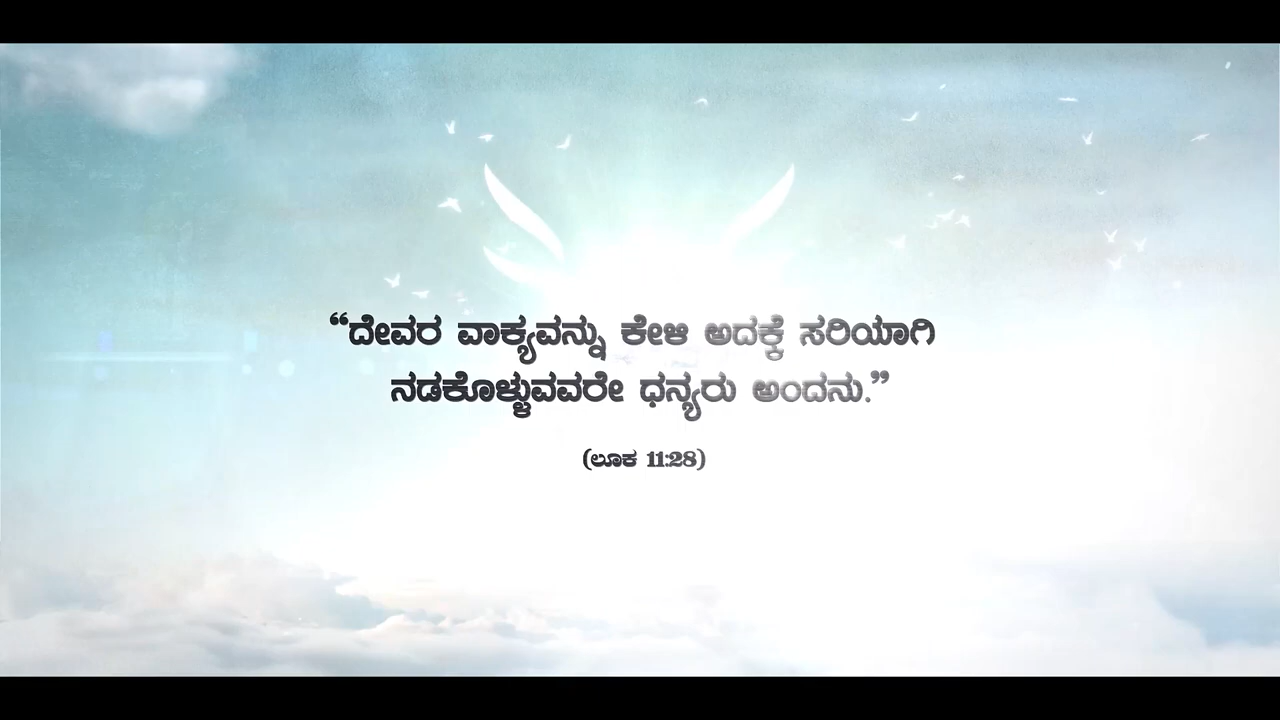 “ದೇವರ ವಾಕ್ಯವನ್ನು ಕೇಳಿ ಅದಕ್ಕೆ ಸರಿಯಾಗಿ
ನಡಕೊಳ್ಳುವವರೇ ಧನ್ಯರು ಅಂದನು.”
(ಲೂಕ 11:28)